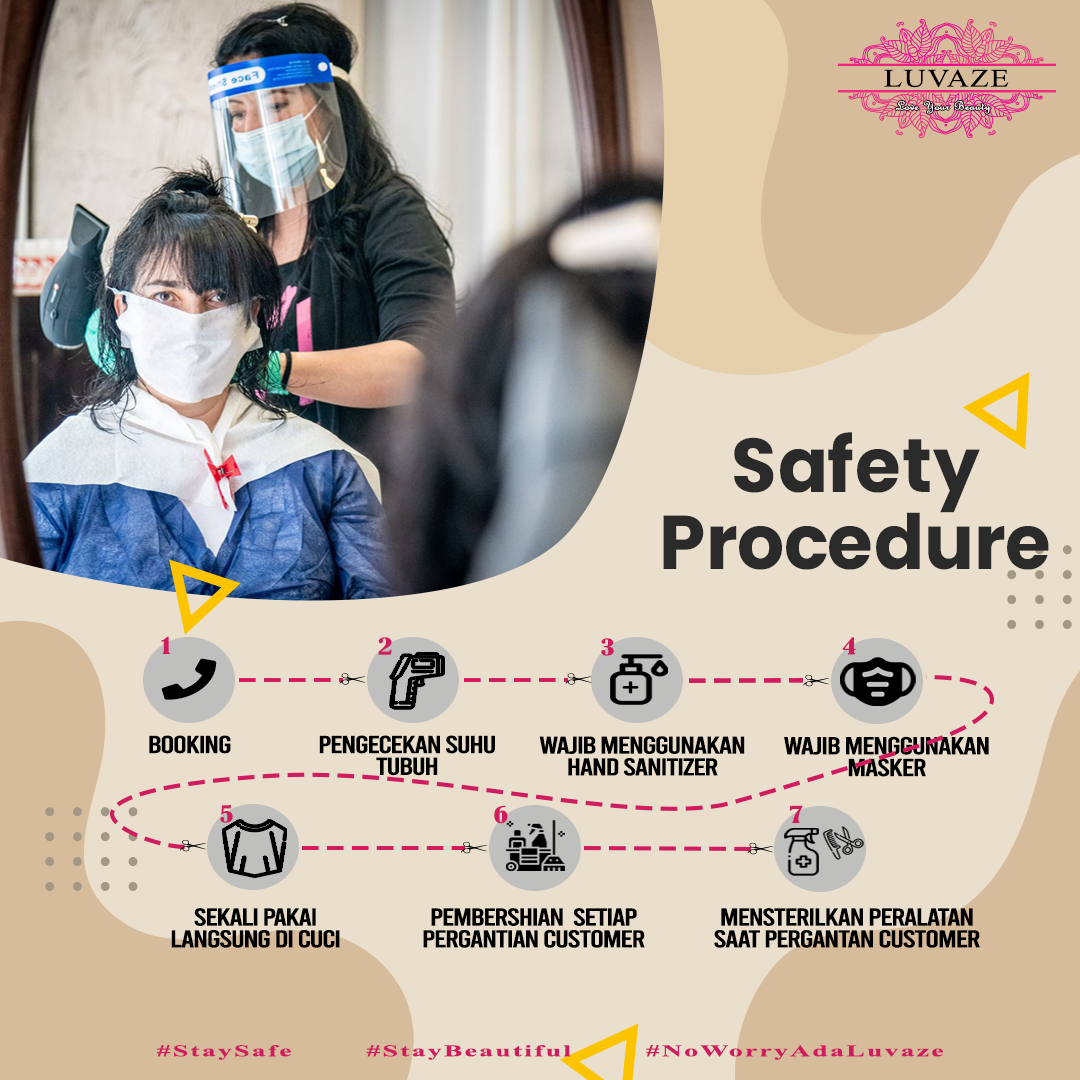 Face Shield
LUVAZE
Love Your Beauty
Safety
Procedure
1
2
3
4
BOOKING
PENGECEKAN SUHU
TUBUH
WAJIB MENGGUNAKAN
HAND SANITIZER
WAJIB MENGGUNAKAN
MASKER
5
6
7
SEKALI PAKAI
LANGSUNG DI CUCI
PEMBERSHIAN SETIAP
PERGANTIAN CUSTOMER
MENSTERILKAN PERALATAN
SAAT PERGANTAN CUSTOMER
#StaySafe
#StayBeautiful
#NoWorryAdaLuvaze